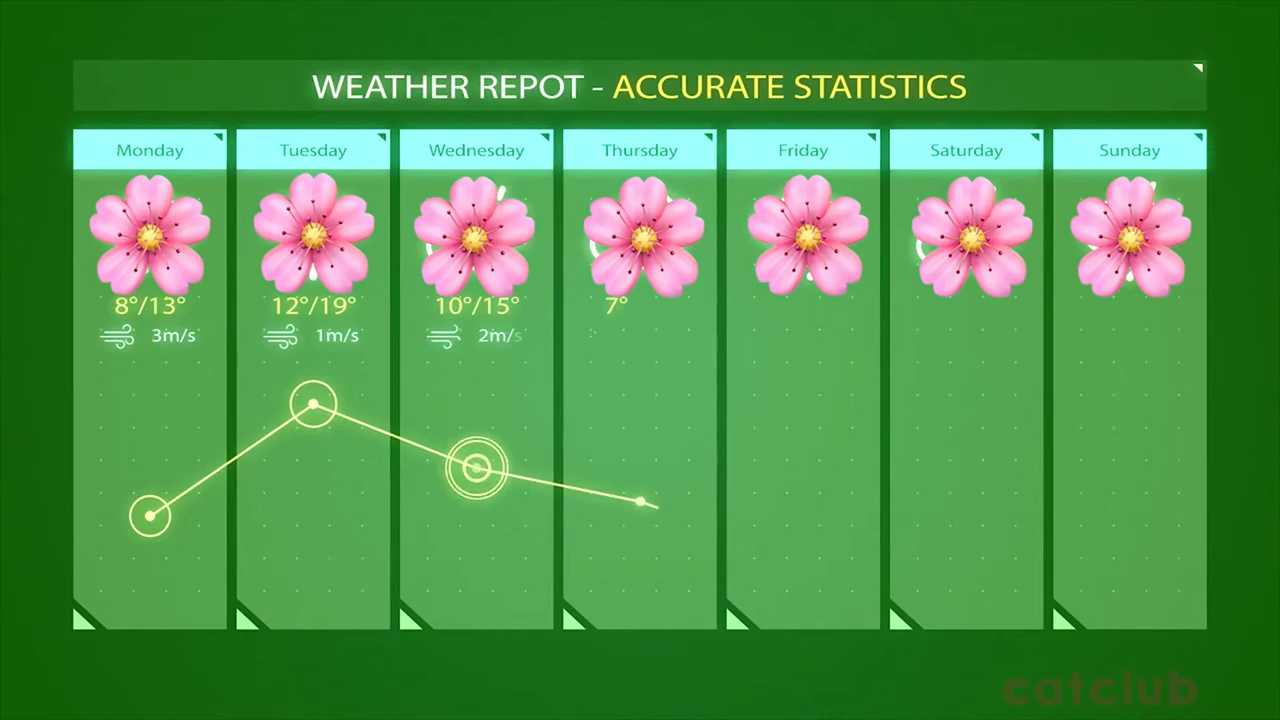 WEATHER REPOT - ACCURATE STATISTICS
Monday Tuesday Wednesday Thursday Friday Saturday Sunday
8°/13° 12°/19° 10°/15° 7°
3m/s 1m/s 2m/s
catclub